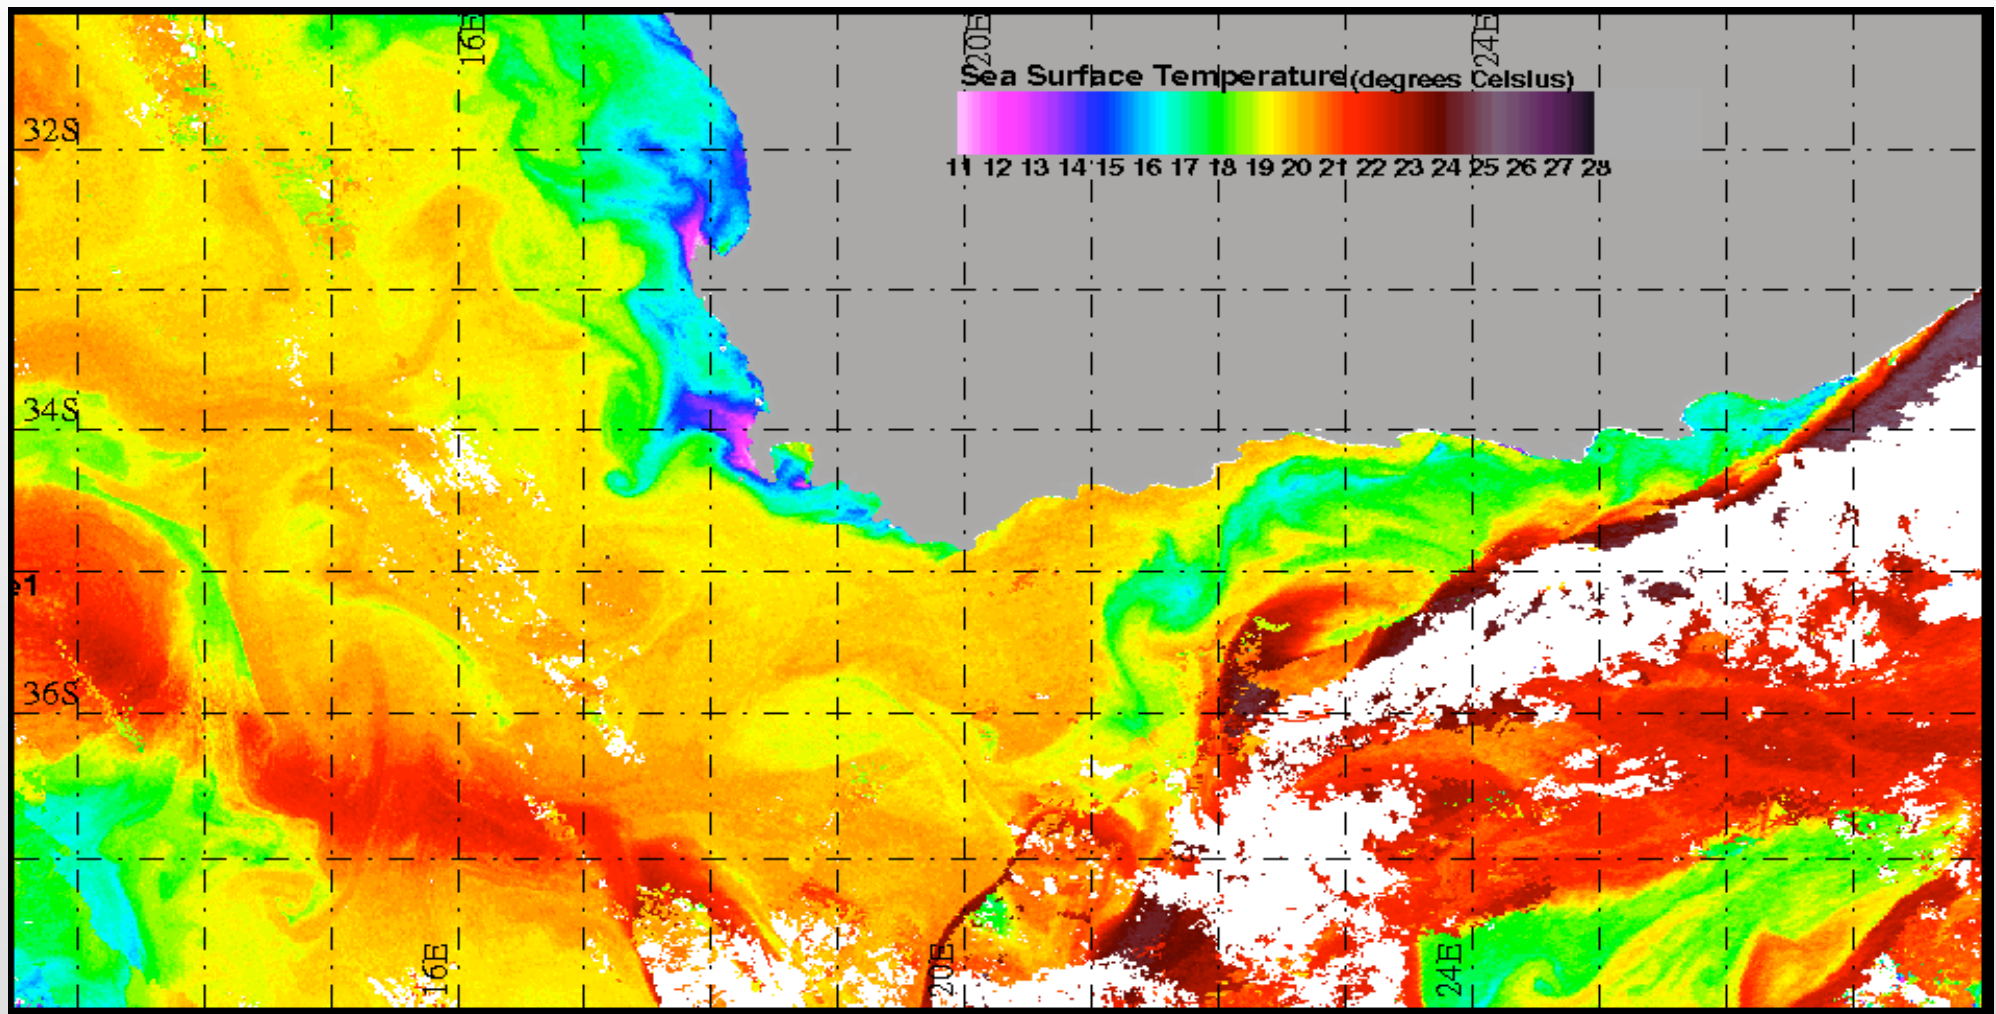 16E 20E 24E
Sea Surface Temperature(degrees Celsius)
32S
11 12 13 14 15 16 17 18 19 20 21 22 23 24 25 26 27 28
34S
e1
36S
16E 20E 24E